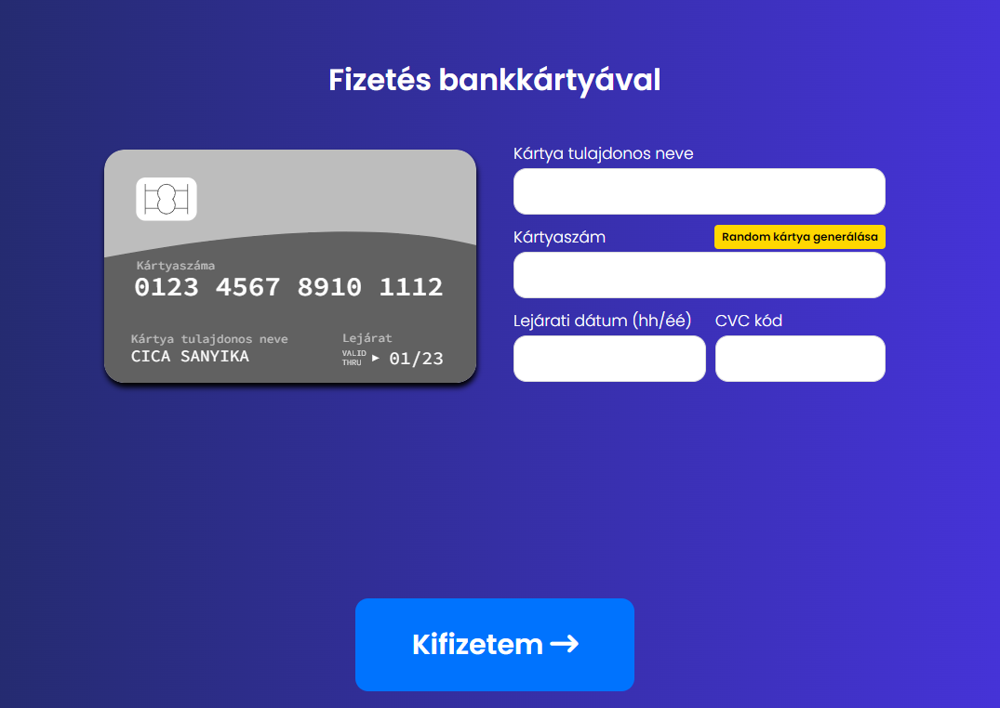 Fizetés bankkártyával
Kártyaszáma
0123 4567 8910 1112
Kártya tulajdonos neve
CICA SANYIKA
Lejárat
VALID
THRU
01/23
Kártya tulajdonos neve
Kártyaszám
Random kártya generálása
Lejárati dátum (hh/éé)
CVC kód
Kifizetem →